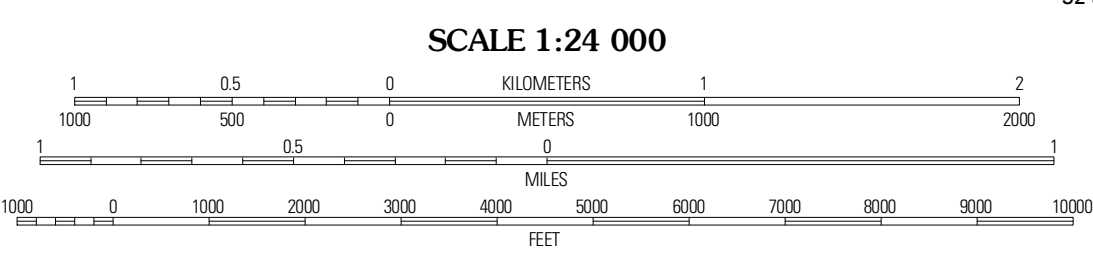 SCALE 1:24 000
1 0.5 0 KILOMETERS 1 2
1000 500 0 METERS 1000 2000
1 0.5 0 1
MILES
1000 0 1000 2000 3000 4000 5000 6000 7000 8000 9000 10000
FEET